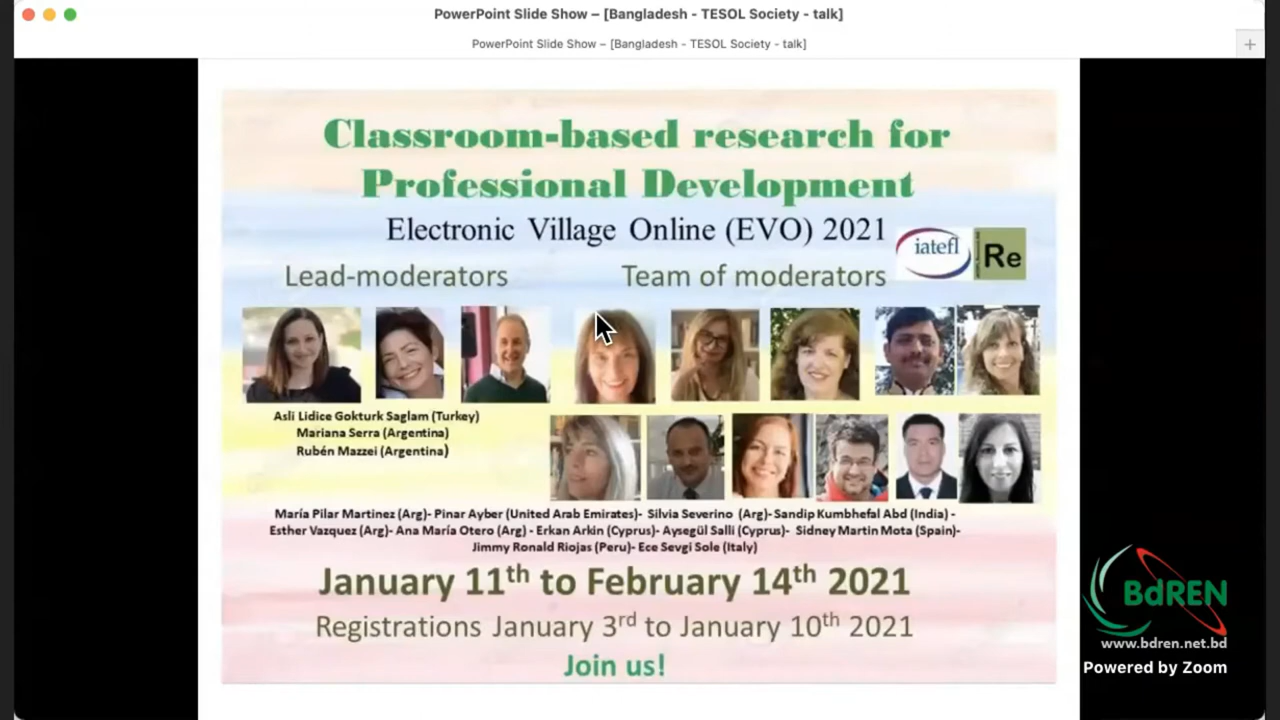 PowerPoint Slide Show – [Bangladesh - TESOL Society - talk]
PowerPoint Slide Show – [Bangladesh - TESOL Society - talk]
Classroom-based research for
Professional Development
Electronic Village Online (EVO) 2021
iatefl
Re
Lead-moderators
Team of moderators
Asli Lidice Gokturk Saglam (Turkey)
Mariana Serra (Argentina)
Rubén Mazzei (Argentina)
María Pilar Martinez (Arg)- Pinar Ayber (United Arab Emirates)- Silvia Severino (Arg)- Sandip Kumbhefal Abd (India) -
Esther Vazquez (Arg)- Ana María Otero (Arg) - Erkan Arkin (Cyprus)- Aysegül Salli (Cyprus)- Sidney Martin Mota (Spain)-
Jimmy Ronald Riojas (Peru)- Ece Sevgi Sole (Italy)
January 11th to February 14th 2021
Registrations January 3rd to January 10th 2021
Join us!
BdREN
www.bdren.net.bd
Powered by Zoom